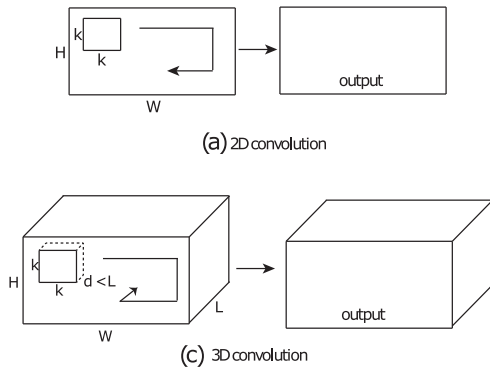 k
k
H
W
output
(a) 2D convolution
k
k
d < L
H
L
W
output
(c) 3D convolution